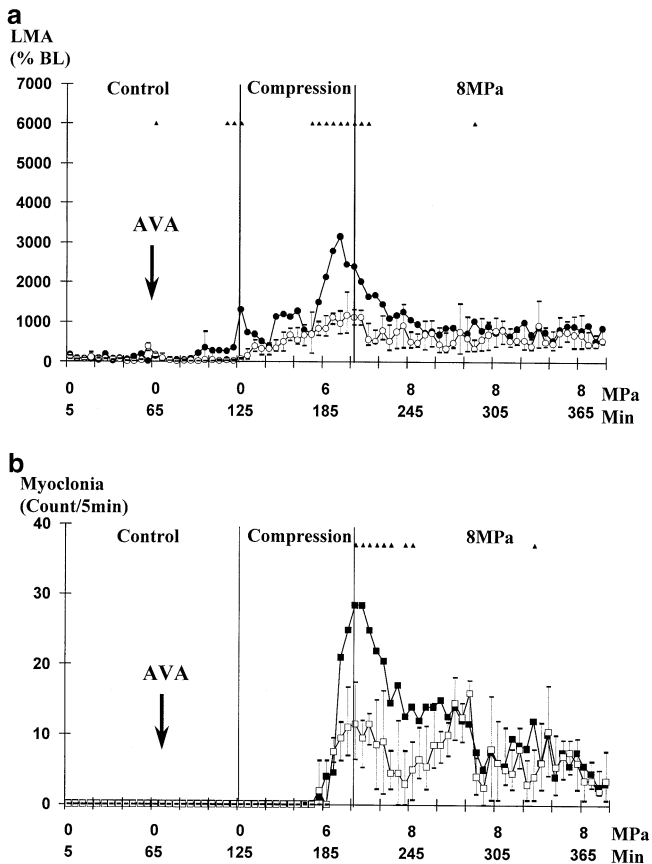 a
LMA
(% BL)
7000
Control
Compression
8MPa
6000
5000
4000
AVA
3000
2000
1000
0
0 0 0 6 8 8 8 MPa
5 65 125 185 245 305 365 Min
b
Myoclonia
(Count/5min)
40
Control
Compression
8MPa
30
AVA
20
10
0
0 0 0 6 8 8 8 MPa
5 65 125 185 245 305 365 Min